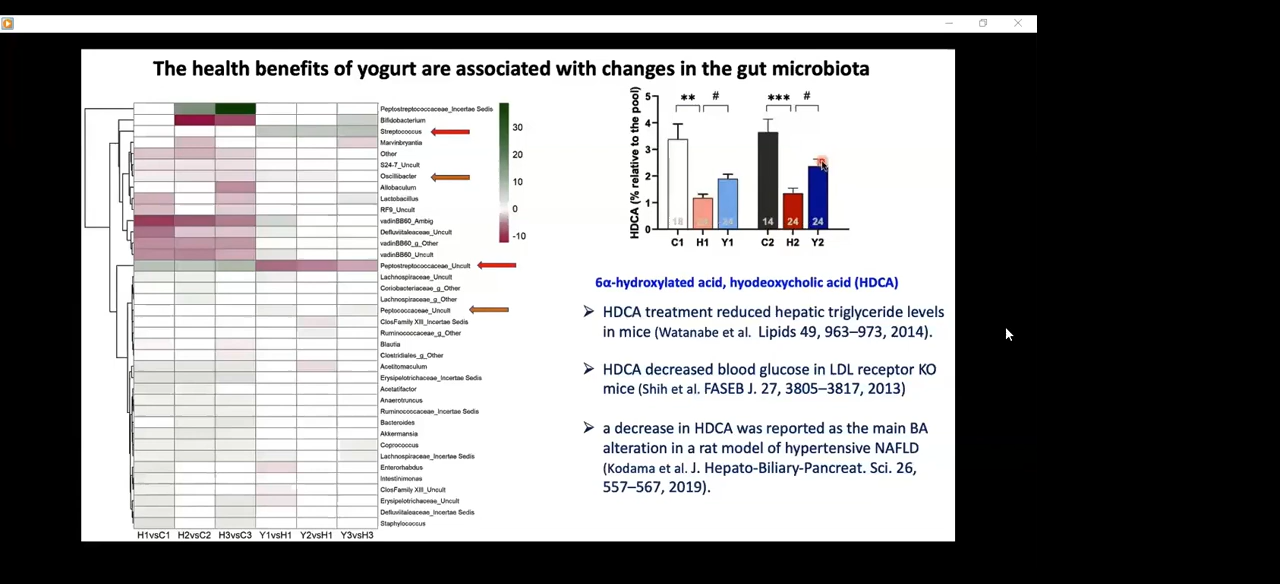 The health benefits of yogurt are associated with changes in the gut microbiota
Peptostreptococcaceae_Incertae Sedis
Bifidobacterium
Streptococcus
Marvinbryantia
Other
S24-7_Uncult
Oscillibacter
Allobaculum
Lactobacillus
RF9_Uncult
vadinBB60_Ambig
Defluviitaleaceae_Uncult
vadinBB60_g_Other
vadinBB60_Uncult
Peptostreptococcaceae_Uncult
Lachnospiraceae_Uncult
Coriobacteriaceae_g_Other
Lachnospiraceae_g_Other
Peptococcaceae_Uncult
ClosFamily XIII_Incertae Sedis
Ruminococcaceae_g_Other
Blautia
Clostridiales_g_Other
Acetitomaculum
Erysipelotrichaceae_Incertae Sedis
Acetatifactor
Anaerotruncus
Ruminococcaceae_Incertae Sedis
Bacteroides
Akkermansia
Coprococcus
Lachnospiraceae_Incertae Sedis
Enterorhabdus
Intestinimonas
ClosFamily XIII_Uncult
Erysipelotrichaceae_Uncult
Defluviitaleaceae_Incertae Sedis
Staphylococcus
H1vsC1 H2vsC2 H3vsC3 Y1vsH1 Y2vsH1 Y3vsH3
30
20
10
0
-10
HDCA (% relative to the pool)
5
4
3
2
1
0
** # *** #
18 24 14 24 24
C1 H1 Y1 C2 H2 Y2
6α-hydroxylated acid, hyodeoxycholic acid (HDCA)
HDCA treatment reduced hepatic triglyceride levels
in mice (Watanabe et al. Lipids 49, 963–973, 2014).
HDCA decreased blood glucose in LDL receptor KO
mice (Shih et al. FASEB J. 27, 3805–3817, 2013)
a decrease in HDCA was reported as the main BA
alteration in a rat model of hypertensive NAFLD
(Kodama et al. J. Hepato-Biliary-Pancreat. Sci. 26,
557–567, 2019).